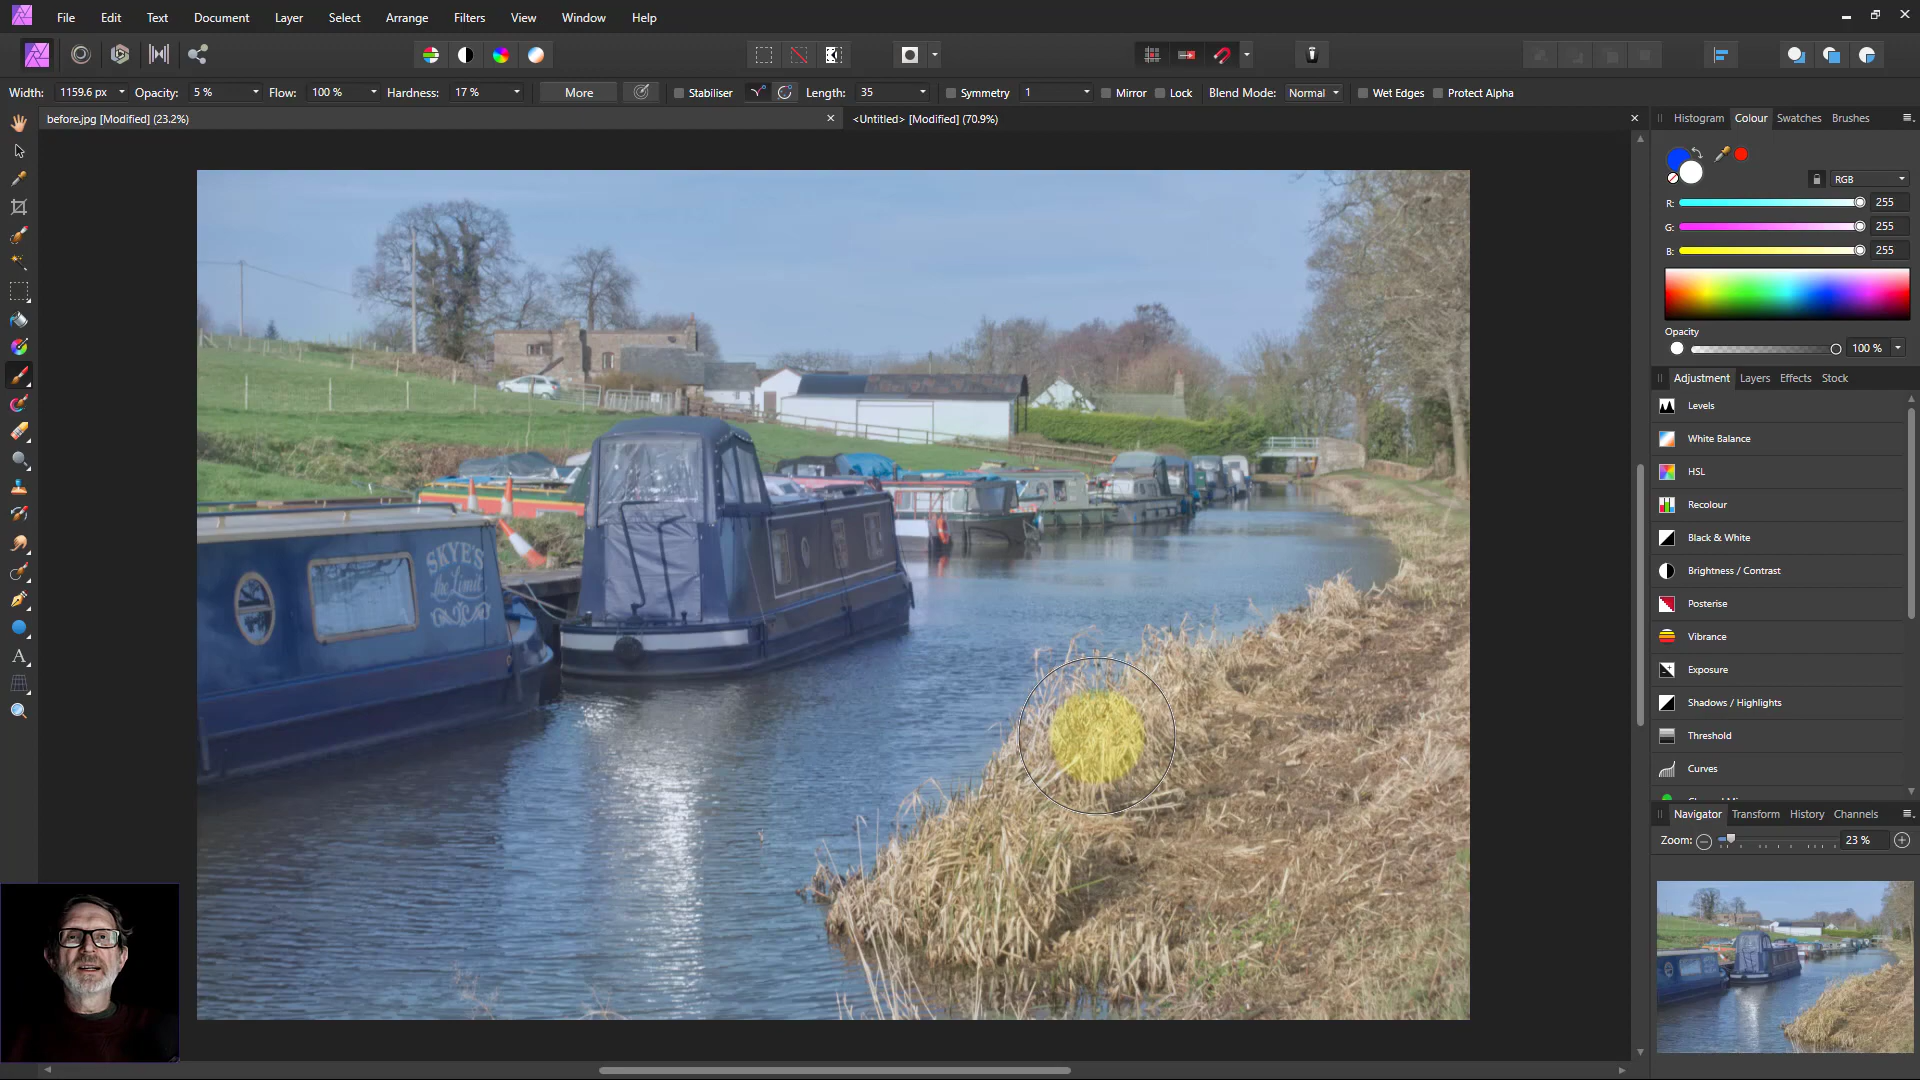 File Edit Text Document Layer Select Arrange Filters View Window Help
Width: 1159.6 px Opacity: 5 % Flow: 100 % Hardness: 17 % More Stabiliser Length: 35 Symmetry 1 Mirror Lock Blend Mode: Normal Wet Edges Protect Alpha
before.jpg [Modified] (23.2%)
<Untitled> [Modified] (70.9%)
Histogram Colour Swatches Brushes
RGB
R: 255
G: 255
B: 255
Opacity
100 %
Adjustment Layers Effects Stock
Levels
White Balance
HSL
Recolour
Black & White
Brightness / Contrast
Posterise
Vibrance
Exposure
Shadows / Highlights
Threshold
Curves
Navigator Transform History Channels
Zoom: 23 %
SKYE'S
the Limit